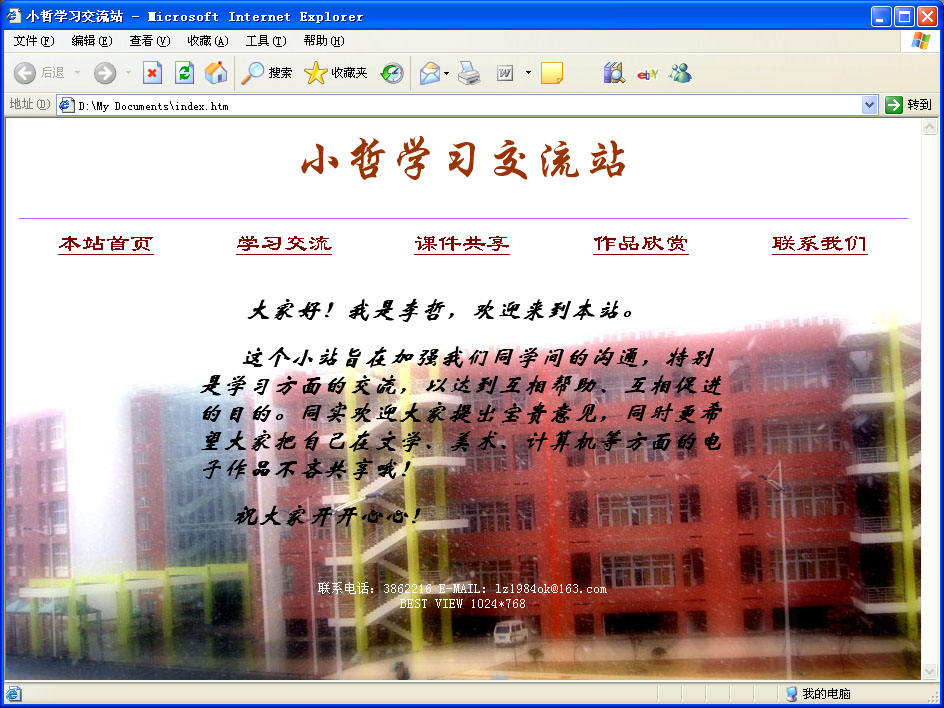 小哲学习交流站 - Microsoft Internet Explorer
文件(F) 编辑(E) 查看(V) 收藏(A) 工具(T) 帮助(H)
后退 搜索 收藏夹 W ebY
地址(D) D:\My Documents\index.htm 转到
小哲学习交流站
本站首页 学习交流 课件共享 作品欣赏 联系我们
大家好！我是李哲，欢迎来到本站。
这个小站旨在加强我们同学间的沟通，特别
是学习方面的交流，以达到互相帮助、互相促进
的目的。同实欢迎大家提出宝贵意见，同时更希
望大家把自己在文学、美术、计算机等方面的电
子作品不吝共享哦！
祝大家开开心心！
联系电话：3862216 E-MAIL：lz1984ok@163.com
BEST VIEW 1024*768
我的电脑